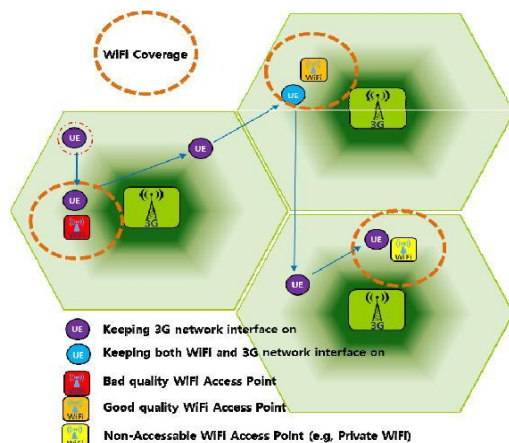 WiFi Coverage
WiFi
UE
3G
UE
UE
UE
3G
UE
WiFi
UE
3G
UE Keeping 3G network interface on
UE Keeping both WiFi and 3G network interface on
Bad quality WiFi Access Point
WiFi Good quality WiFi Access Point
WiFi Non-Accessable WiFi Access Point (e.g, Private WiFi)